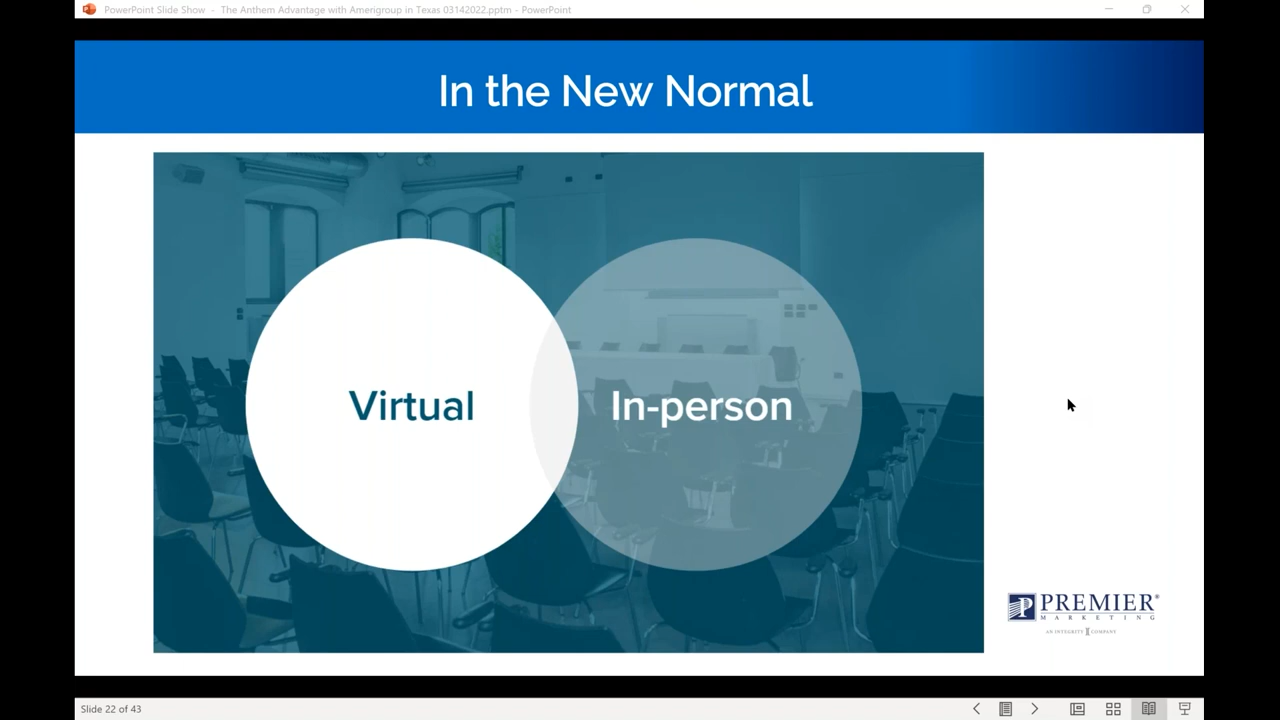 PowerPoint Slide Show - The Anthem Advantage with Amerigroup in Texas 03142022.pptm - PowerPoint
In the New Normal
Virtual
In-person
PREMIER®
MARKETING
AN INTEGRITY COMPANY
Slide 22 of 43